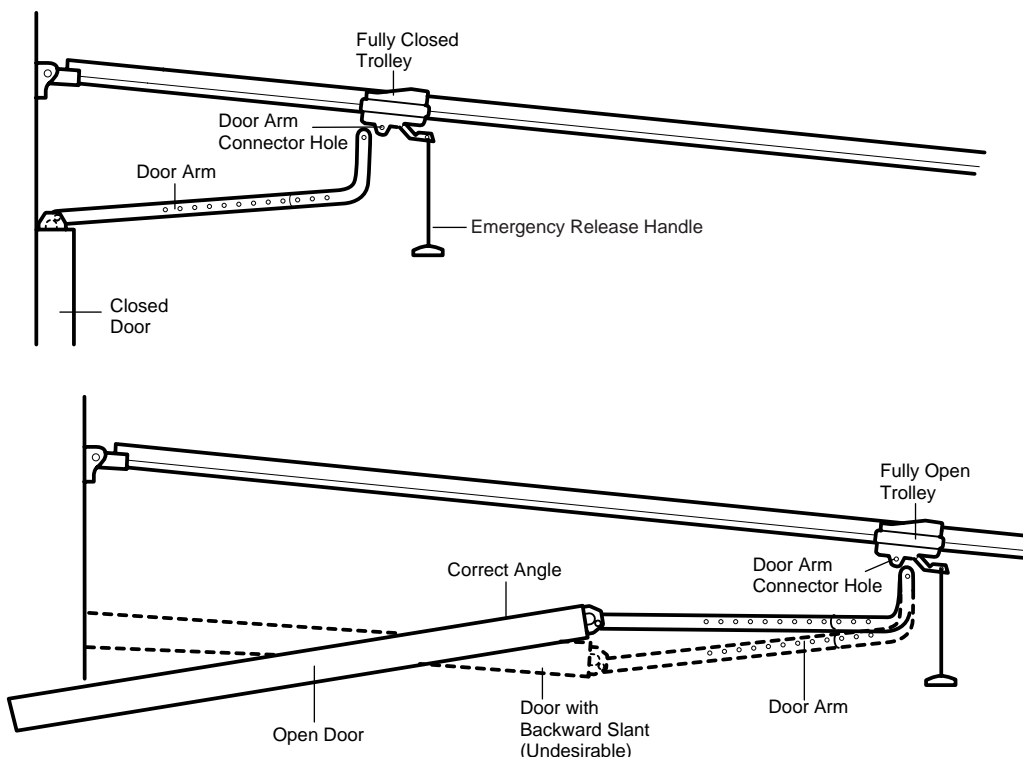 Fully Closed
Trolley
Door Arm
Connector Hole
Door Arm
Emergency Release Handle
Closed
Door
Fully Open
Trolley
Door Arm
Connector Hole
Correct Angle
Door Arm
Door with
Backward Slant
(Undesirable)
Open Door